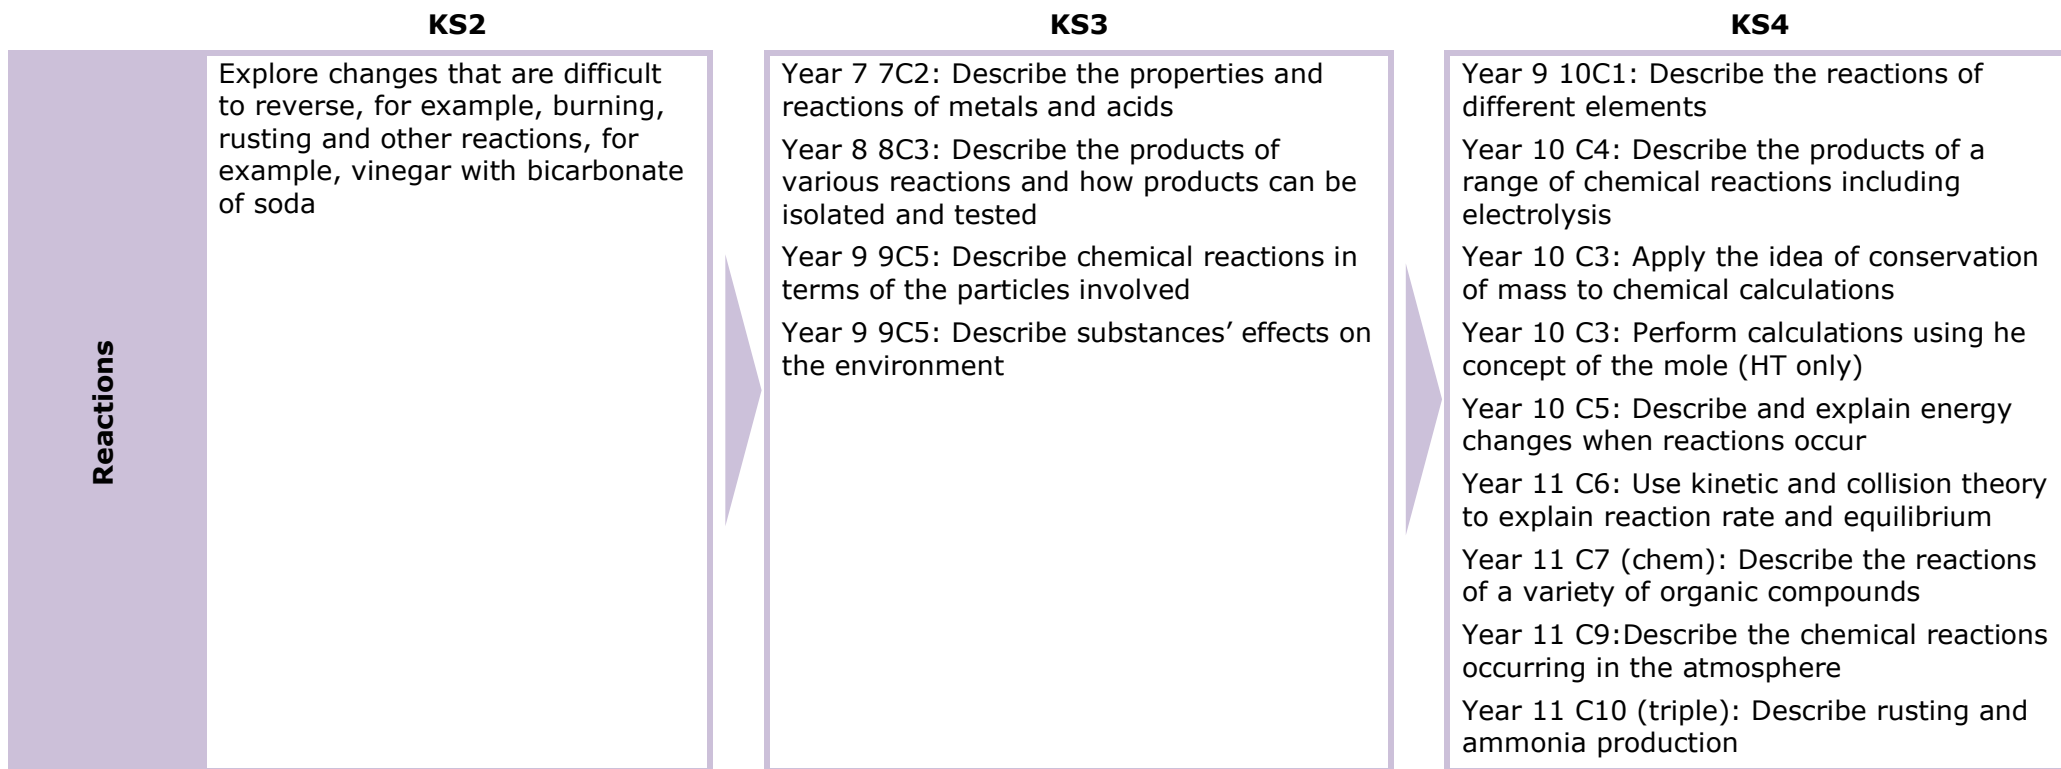 KS2
KS3
KS4
Reactions
Explore changes that are difficult
to reverse, for example, burning,
rusting and other reactions, for
example, vinegar with bicarbonate
of soda
Year 7 7C2: Describe the properties and
reactions of metals and acids
Year 8 8C3: Describe the products of
various reactions and how products can be
isolated and tested
Year 9 9C5: Describe chemical reactions in
terms of the particles involved
Year 9 9C5: Describe substances’ effects on
the environment
Year 9 10C1: Describe the reactions of
different elements
Year 10 C4: Describe the products of a
range of chemical reactions including
electrolysis
Year 10 C3: Apply the idea of conservation
of mass to chemical calculations
Year 10 C3: Perform calculations using he
concept of the mole (HT only)
Year 10 C5: Describe and explain energy
changes when reactions occur
Year 11 C6: Use kinetic and collision theory
to explain reaction rate and equilibrium
Year 11 C7 (chem): Describe the reactions
of a variety of organic compounds
Year 11 C9:Describe the chemical reactions
occurring in the atmosphere
Year 11 C10 (triple): Describe rusting and
ammonia production